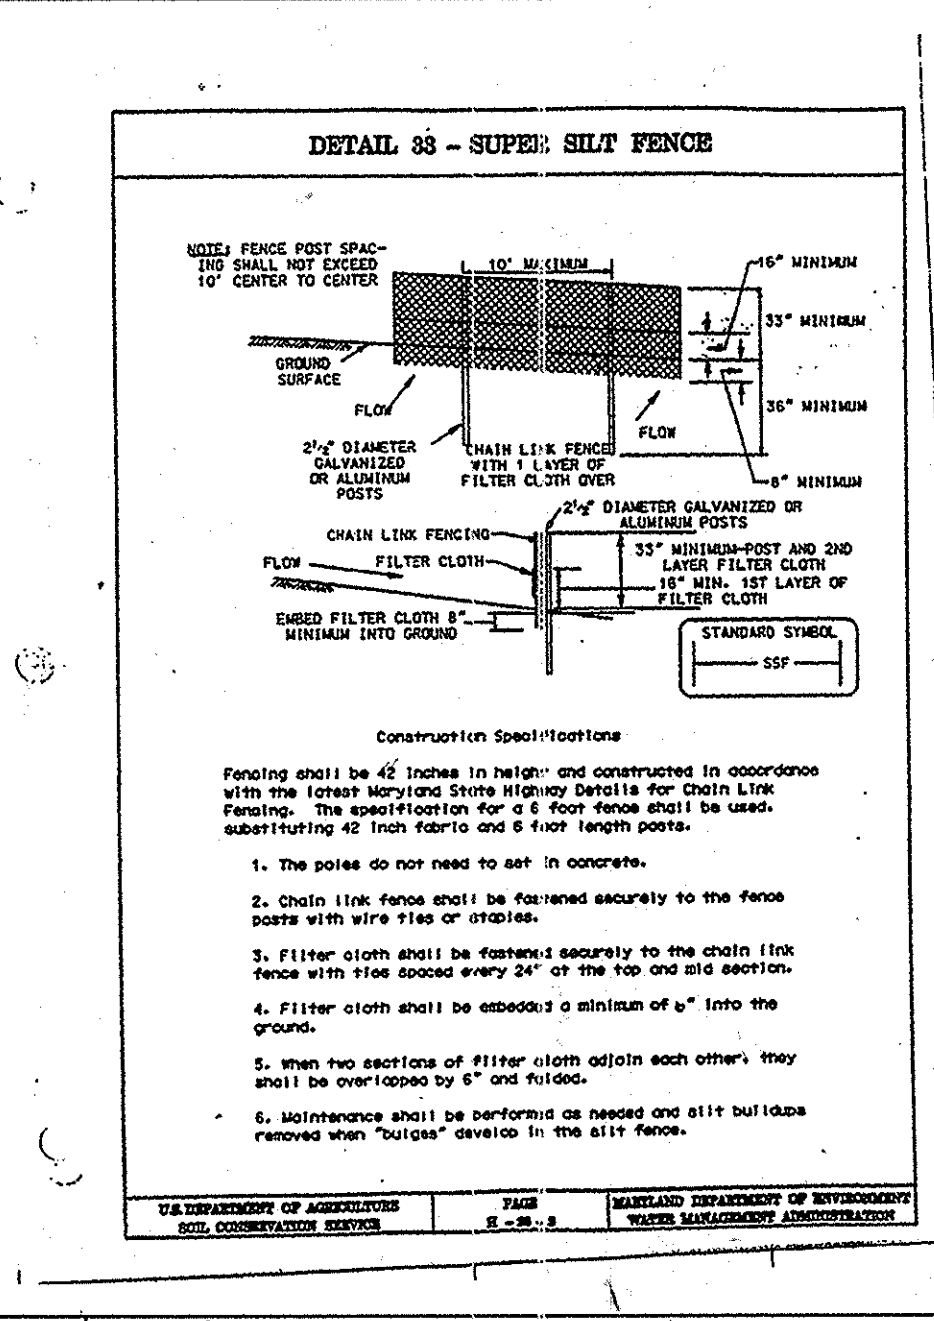 DETAIL 33 - SUPER SILT FENCE
NOTE: FENCE POST SPAC-
ING SHALL NOT EXCEED
10' CENTER TO CENTER
10' MAXIMUM
16" MINIMUM
33" MINIMUM
GROUND
SURFACE
FLOW
FLOW
36" MINIMUM
2 1/2" DIAMETER
GALVANIZED
OR ALUMINUM
POSTS
CHAIN LINK FENCE
WITH 1 LAYER OF
FILTER CLOTH OVER
8" MINIMUM
2 1/2" DIAMETER GALVANIZED OR
ALUMINUM POSTS
CHAIN LINK FENCING
FLOW
FILTER CLOTH
33" MINIMUM-POST AND 2ND
LAYER FILTER CLOTH
16" MIN. 1ST LAYER OF
FILTER CLOTH
EMBED FILTER CLOTH 8"
MINIMUM INTO GROUND
STANDARD SYMBOL
SSF
Construction Specifications
Fencing shall be 42 inches in height and constructed in accordance
with the latest Maryland State Highway Details for Chain Link
Fencing. The specification for a 6 foot fence shall be used.
substituting 42 inch fabric and 6 foot length posts.
1. The poles do not need to set in concrete.
2. Chain link fence shall be fastened securely to the fence
posts with wire ties or staples.
3. Filter cloth shall be fastened securely to the chain link
fence with ties spaced every 24" at the top and mid section.
4. Filter cloth shall be embedded a minimum of into the
ground.
5. When two sections of filter cloth adjoin each other, they
shall be overlapped by 6" and folded.
6. Maintenance shall be performed as needed and silt buildups
removed when "bulges" develop in the silt fence.
U.S. DEPARTMENT OF AGRICULTURE
SOIL CONSERVATION SERVICE
PAGE
MARYLAND DEPARTMENT OF ENVIRONMENT
WATER MANAGEMENT ADMINISTRATION